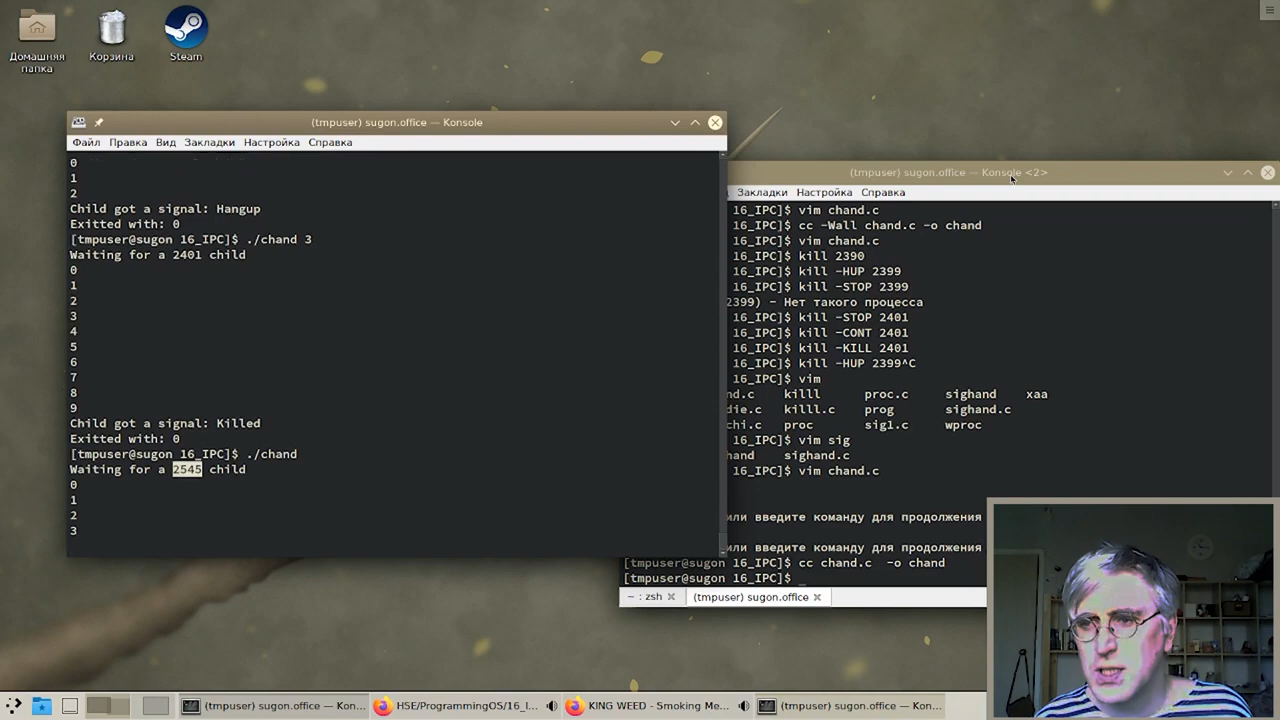 Домашняя папка
Корзина
Steam
(tmpuser) sugon.office — Konsole
Файл Правка Вид Закладки Настройка Справка
0
1
2
Child got a signal: Hangup
Exitted with: 0
[tmpuser@sugon 16_IPC]$ ./chand 3
Waiting for a 2401 child
0
1
2
3
4
5
6
7
8
9
Child got a signal: Killed
Exitted with: 0
[tmpuser@sugon 16_IPC]$ ./chand
Waiting for a 2545 child
0
1
2
3
(tmpuser) sugon.office — Konsole <2>
Закладки Настройка Справка
16_IPC]$ vim chand.c
16_IPC]$ cc -Wall chand.c -o chand
16_IPC]$ vim chand.c
16_IPC]$ kill 2390
16_IPC]$ kill -HUP 2399
16_IPC]$ kill -STOP 2399
2399) - Нет такого процесса
16_IPC]$ kill -STOP 2401
16_IPC]$ kill -CONT 2401
16_IPC]$ kill -KILL 2401
16_IPC]$ kill -HUP 2399^C
16_IPC]$ vim
nd.c killl proc.c sighand xaa
die.c killl.c prog sighand.c
chi.c proc sigl.c wproc
16_IPC]$ vim sig
hand sighand.c
16_IPC]$ vim chand.c
или введите команду для продолжения
или введите команду для продолжения
[tmpuser@sugon 16_IPC]$ cc chand.c -o chand
[tmpuser@sugon 16_IPC]$ _
~ : zsh (tmpuser) sugon.office
(tmpuser) sugon.office — Kon... HSE/ProgrammingOS/16_I... KING WEED - Smoking Me... (tmpuser) sugon.office — Kon...